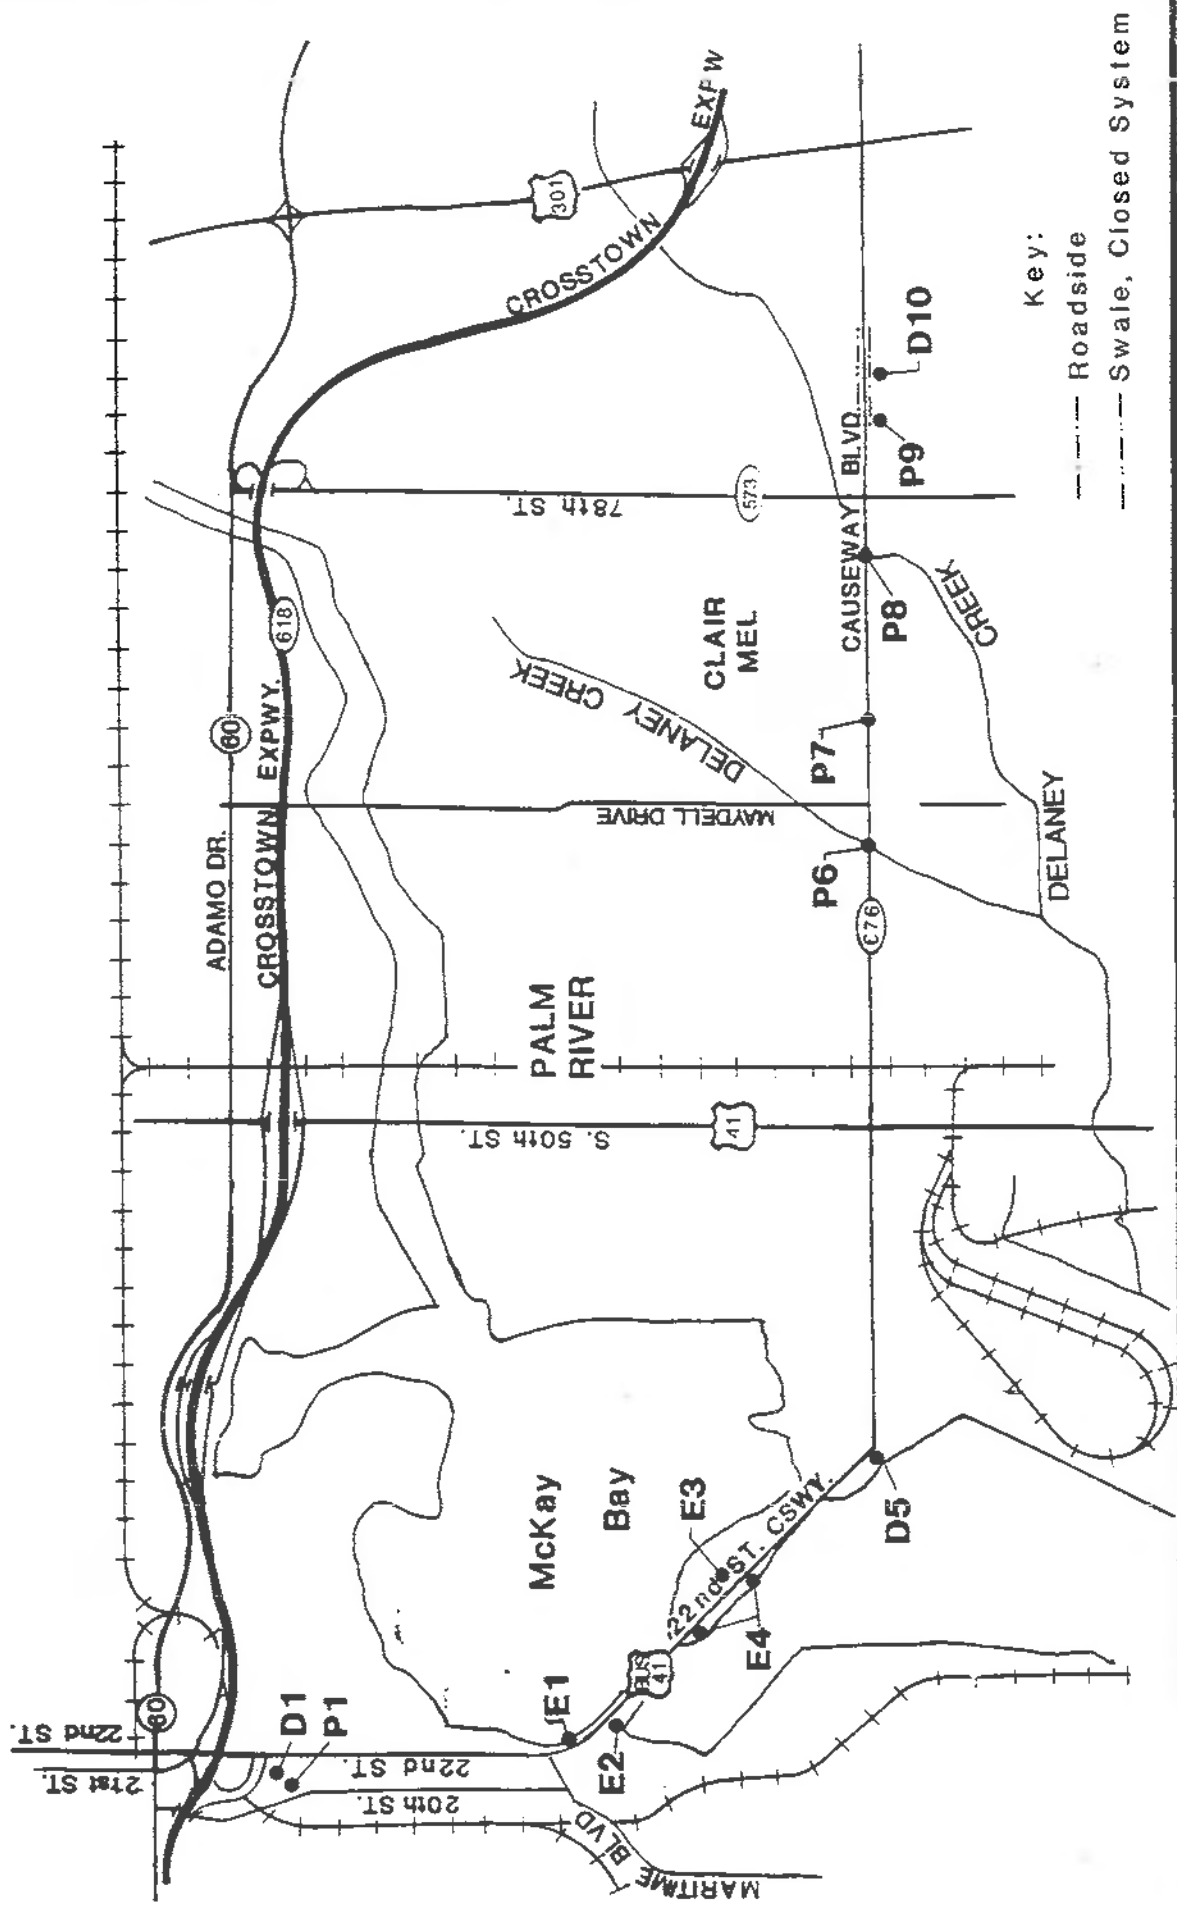 22nd ST.
21st ST.
60
D1
P1
22nd ST.
20th ST.
MARITIME
BLVD
E1
E2
BUS
41
22nd ST. CSWY.
E3
E4
D5
McKay
Bay
ADAMO DR.
60
CROSSTOWN EXPWY.
618
S. 50th ST.
41
PALM
RIVER
C76
P6
MAYDELL DRIVE
P7
DELANEY CREEK
CLAIR
MEL
CAUSEWAY BLVD.
P8
DELANEY
CREEK
78th ST.
573
P9
D10
CROSSTOWN
EXPW
301
Key:
Roadside
Swale, Closed System